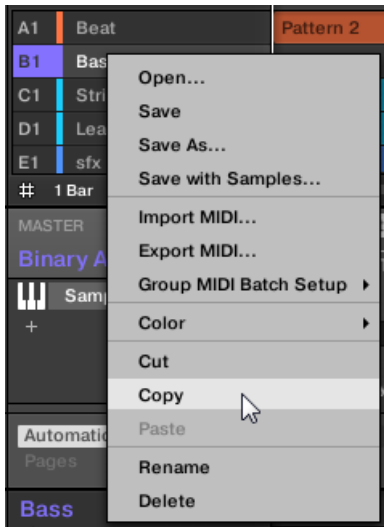 A1 Beat Pattern 2
B1 Bas
C1 Stri
D1 Lea
E1 sfx
# 1 Bar
MASTER
Binary A
Sam
+
Automatic
Pages
Bass
Open...
Save
Save As...
Save with Samples...
Import MIDI...
Export MIDI...
Group MIDI Batch Setup
Color
Cut
Copy
Paste
Rename
Delete